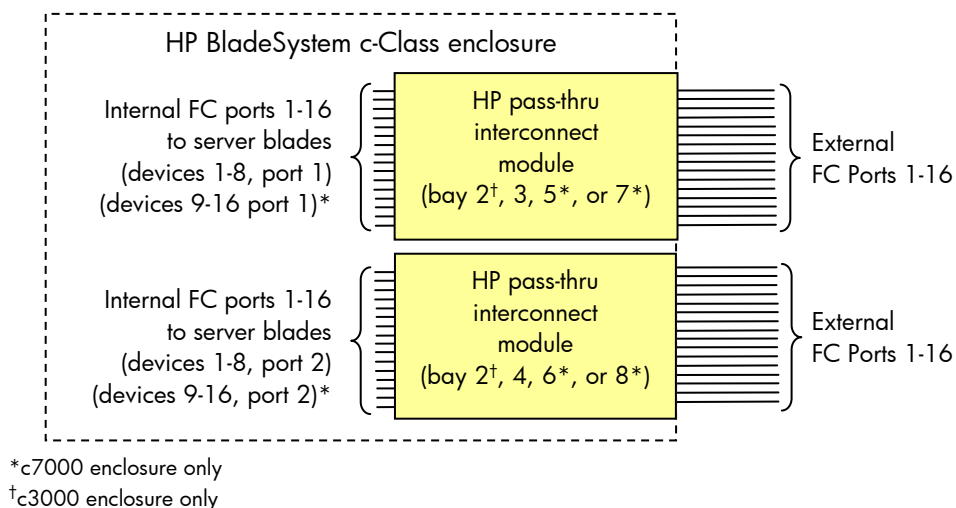 HP BladeSystem c-Class enclosure
Internal FC ports 1-16
to server blades
(devices 1-8, port 1)
(devices 9-16 port 1)*
HP pass-thru
interconnect
module
(bay 2†, 3, 5*, or 7*)
External
FC Ports 1-16
Internal FC ports 1-16
to server blades
(devices 1-8, port 2)
(devices 9-16, port 2)*
HP pass-thru
interconnect
module
(bay 2†, 4, 6*, or 8*)
External
FC Ports 1-16
*c7000 enclosure only
†c3000 enclosure only